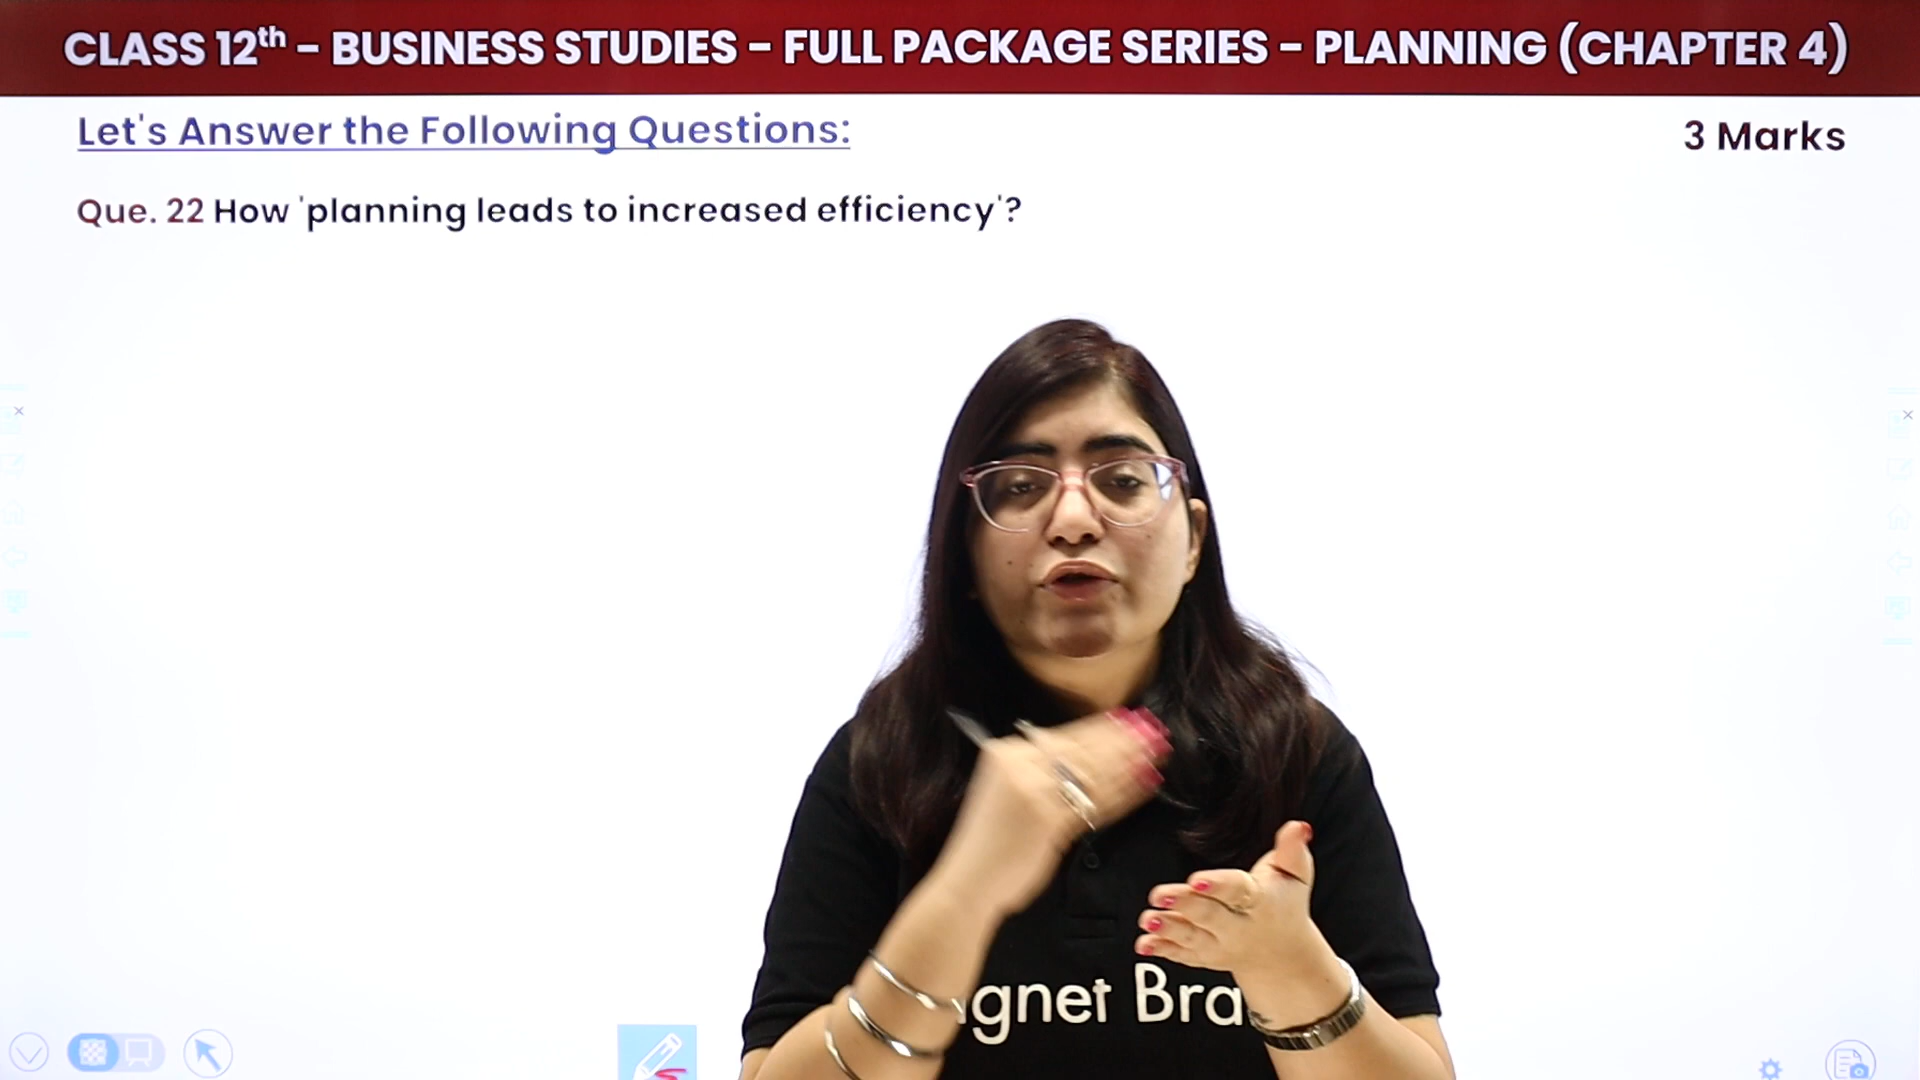 CLASS 12th – BUSINESS STUDIES – FULL PACKAGE SERIES – PLANNING (CHAPTER 4)
Let's Answer the Following Questions:
3 Marks
Que. 22 How 'planning leads to increased efficiency'?
gnet Bra